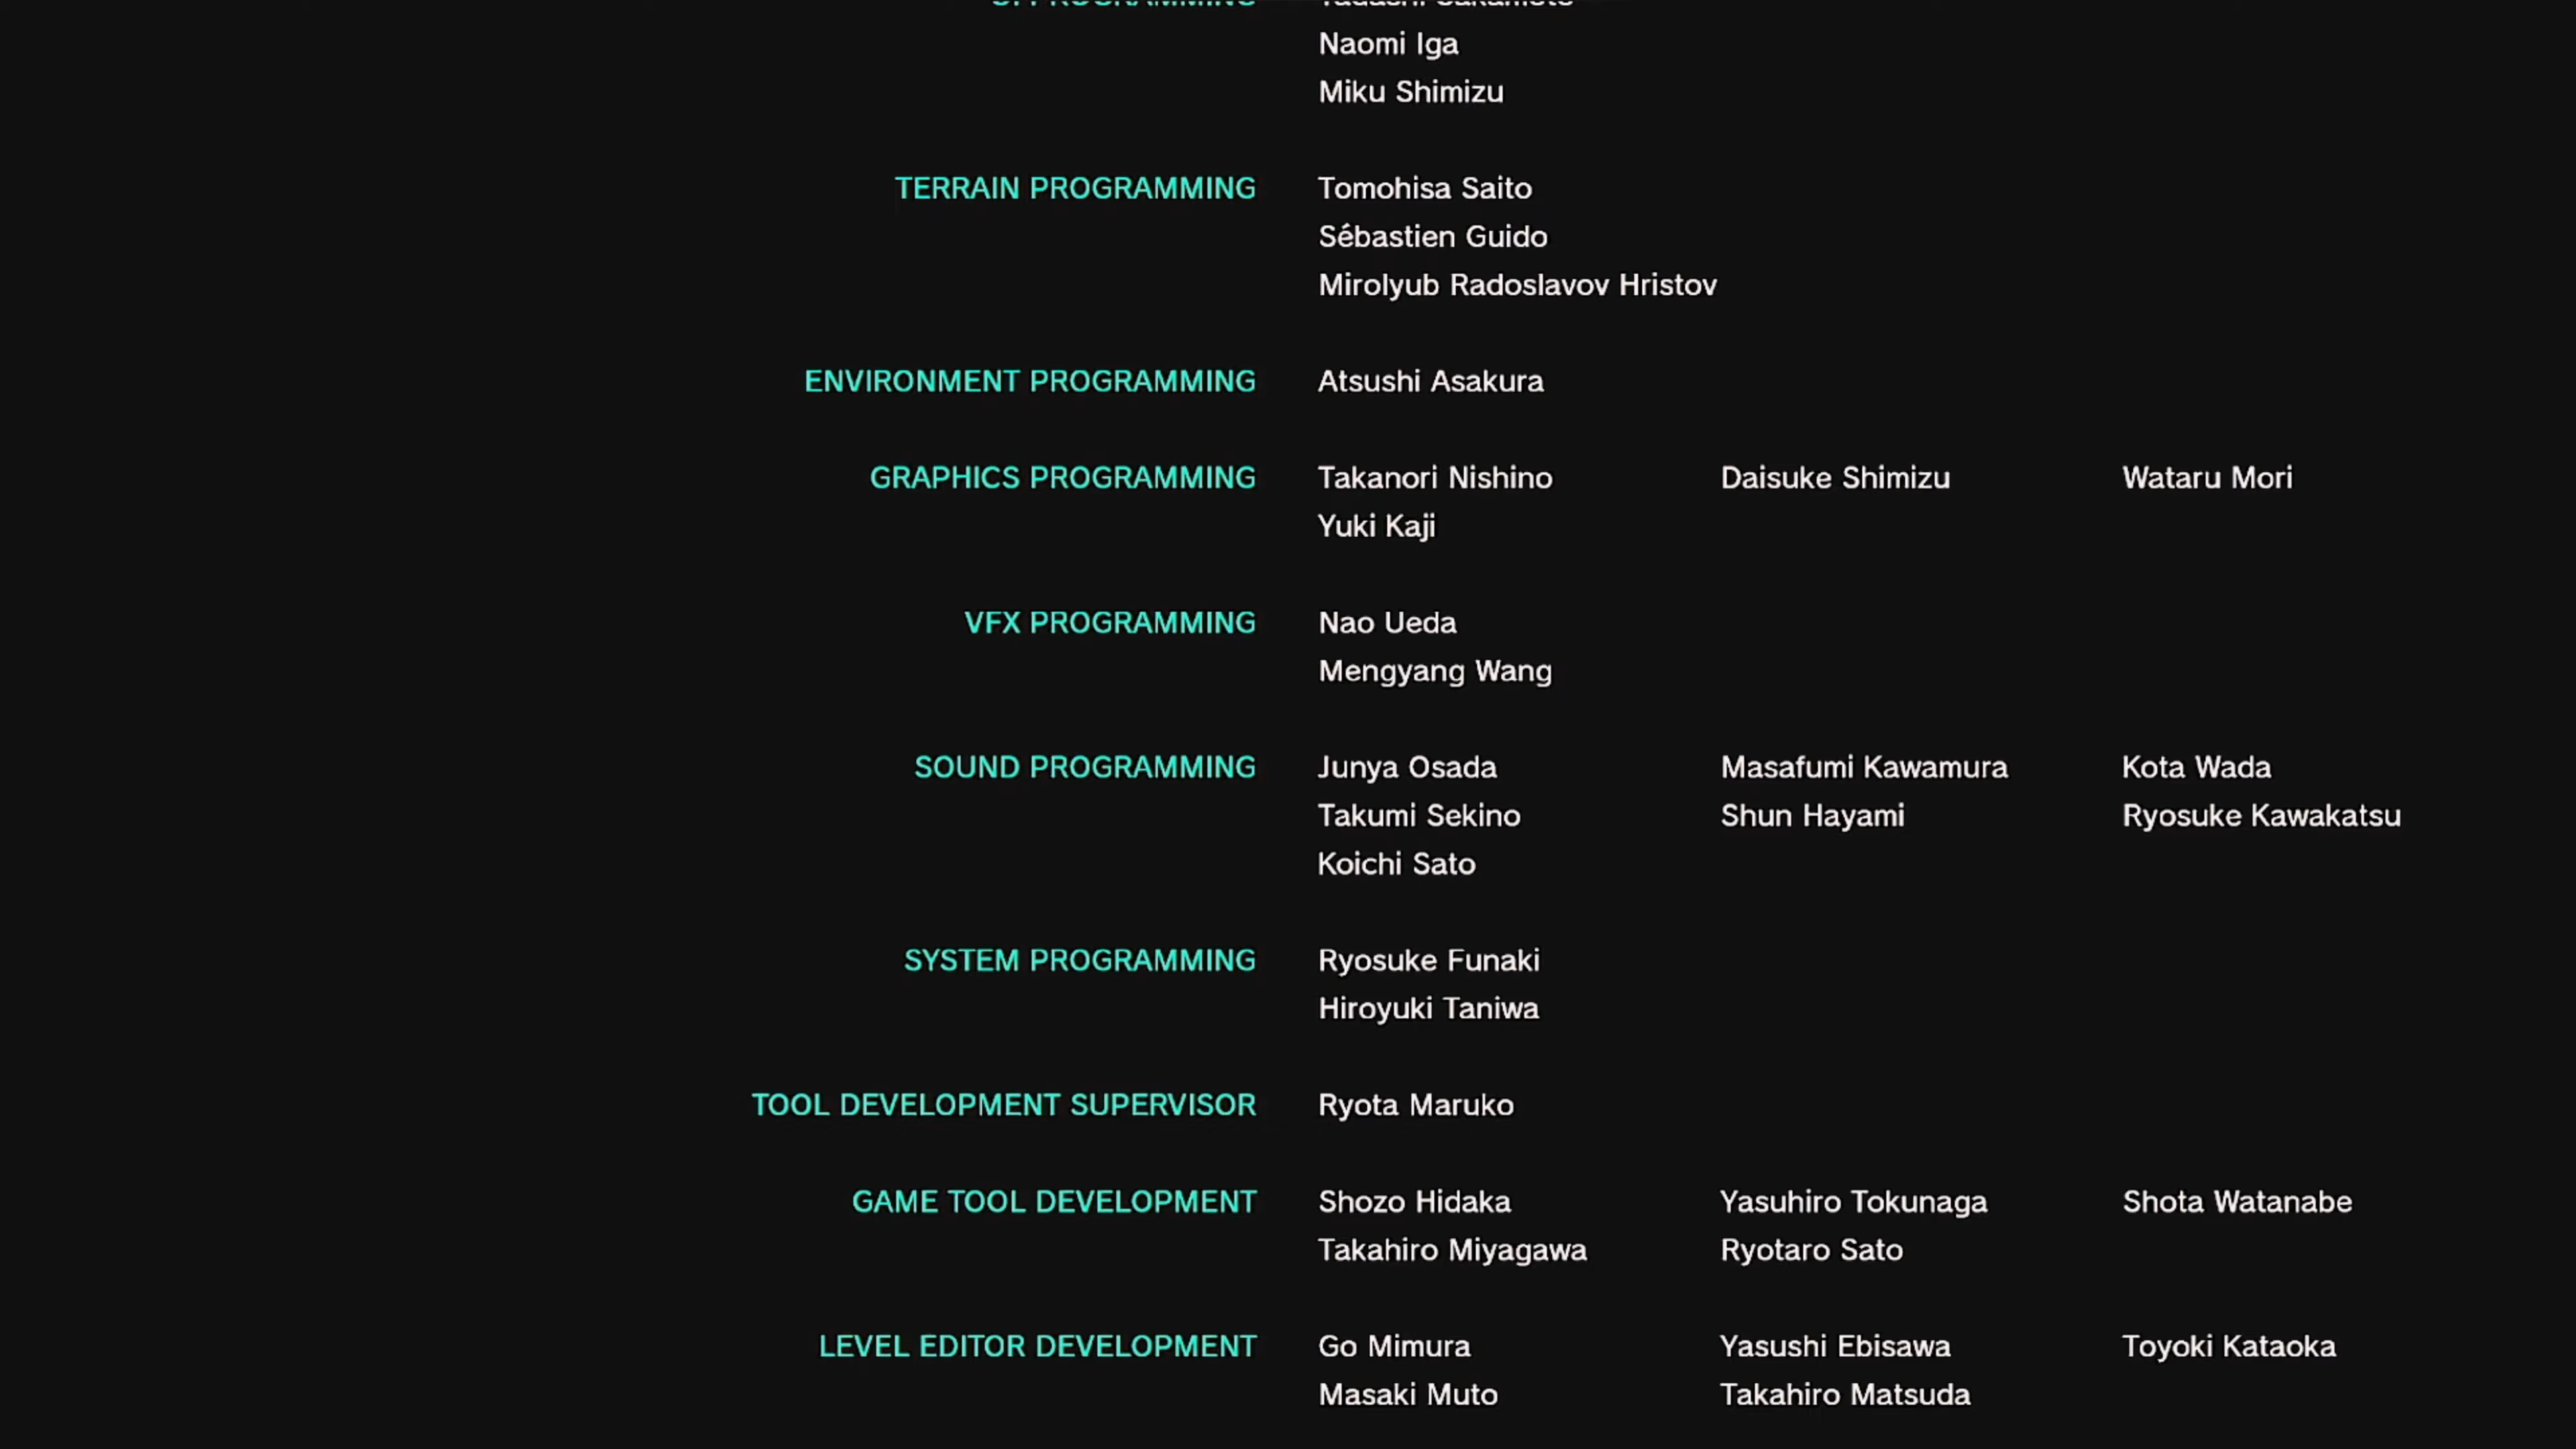 Naomi Iga
Miku Shimizu
TERRAIN PROGRAMMING Tomohisa Saito
Sébastien Guido
Mirolyub Radoslavov Hristov
ENVIRONMENT PROGRAMMING Atsushi Asakura
GRAPHICS PROGRAMMING Takanori Nishino Daisuke Shimizu Wataru Mori
Yuki Kaji
VFX PROGRAMMING Nao Ueda
Mengyang Wang
SOUND PROGRAMMING Junya Osada Masafumi Kawamura Kota Wada
Takumi Sekino Shun Hayami Ryosuke Kawakatsu
Koichi Sato
SYSTEM PROGRAMMING Ryosuke Funaki
Hiroyuki Taniwa
TOOL DEVELOPMENT SUPERVISOR Ryota Maruko
GAME TOOL DEVELOPMENT Shozo Hidaka Yasuhiro Tokunaga Shota Watanabe
Takahiro Miyagawa Ryotaro Sato
LEVEL EDITOR DEVELOPMENT Go Mimura Yasushi Ebisawa Toyoki Kataoka
Masaki Muto Takahiro Matsuda